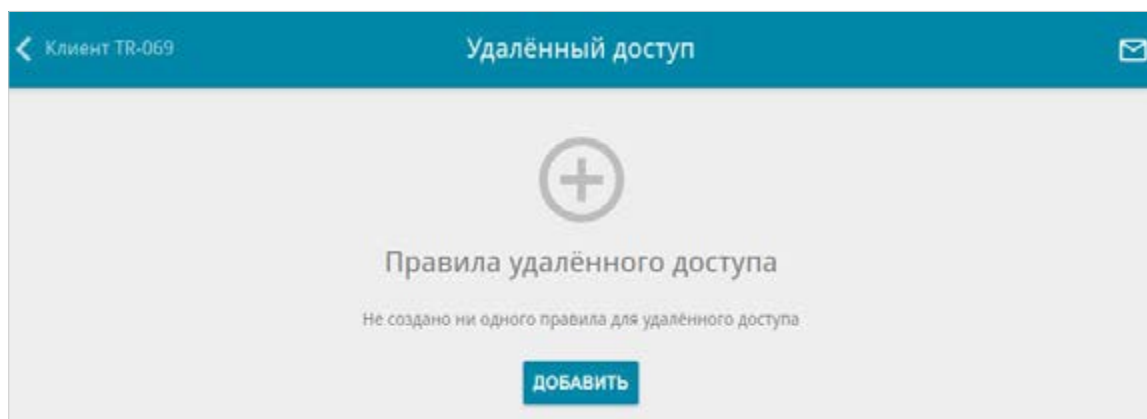 Клиент TR-069
Удалённый доступ
Правила удалённого доступа
Не создано ни одного правила для удалённого доступа
ДОБАВИТЬ